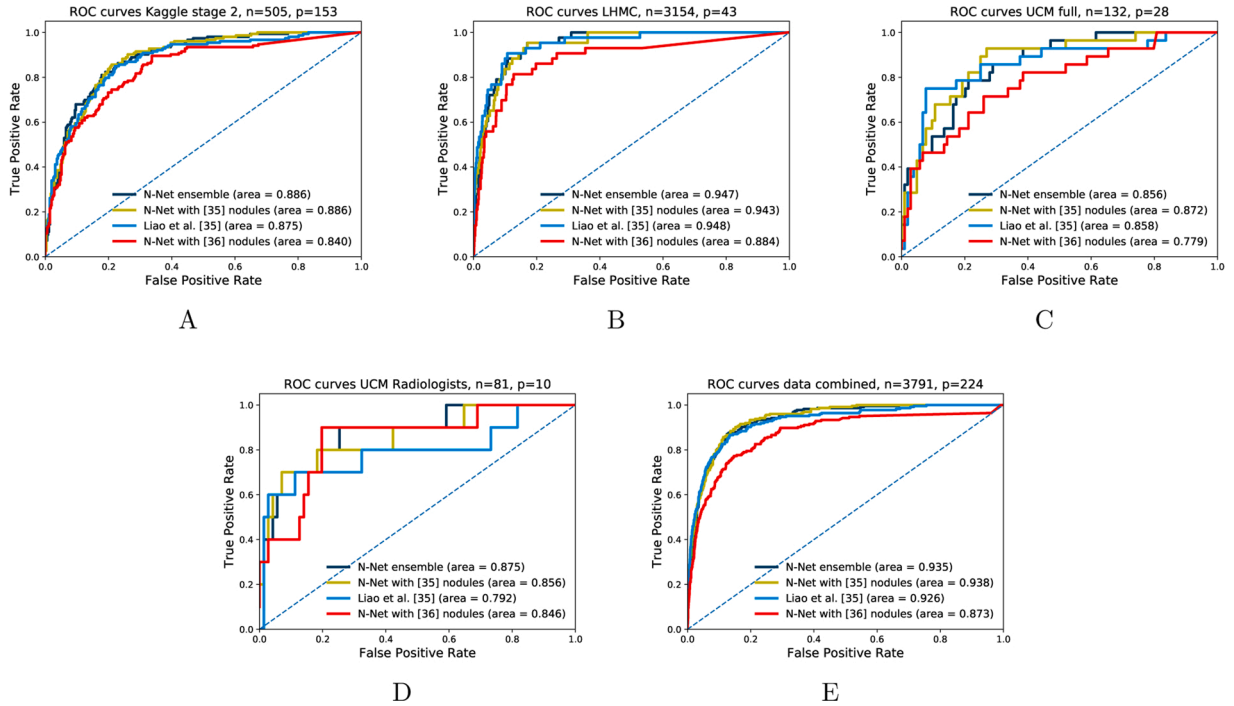 ROC curves Kaggle stage 2, n=505, p=153
True Positive Rate
1.0
0.8
0.6
0.4
0.2
0.0
N-Net ensemble (area = 0.886)
N-Net with [35] nodules (area = 0.886)
Liao et al. [35] (area = 0.875)
N-Net with [36] nodules (area = 0.840)
0.0 0.2 0.4 0.6 0.8 1.0
False Positive Rate
A
ROC curves LHMC, n=3154, p=43
True Positive Rate
1.0
0.8
0.6
0.4
0.2
0.0
N-Net ensemble (area = 0.947)
N-Net with [35] nodules (area = 0.943)
Liao et al. [35] (area = 0.948)
N-Net with [36] nodules (area = 0.884)
0.0 0.2 0.4 0.6 0.8 1.0
False Positive Rate
B
ROC curves UCM full, n=132, p=28
True Positive Rate
1.0
0.8
0.6
0.4
0.2
0.0
N-Net ensemble (area = 0.856)
N-Net with [35] nodules (area = 0.872)
Liao et al. [35] (area = 0.858)
N-Net with [36] nodules (area = 0.779)
0.0 0.2 0.4 0.6 0.8 1.0
False Positive Rate
C
ROC curves UCM Radiologists, n=81, p=10
True Positive Rate
1.0
0.8
0.6
0.4
0.2
0.0
N-Net ensemble (area = 0.875)
N-Net with [35] nodules (area = 0.856)
Liao et al. [35] (area = 0.792)
N-Net with [36] nodules (area = 0.846)
0.0 0.2 0.4 0.6 0.8 1.0
False Positive Rate
D
ROC curves data combined, n=3791, p=224
True Positive Rate
1.0
0.8
0.6
0.4
0.2
0.0
N-Net ensemble (area = 0.935)
N-Net with [35] nodules (area = 0.938)
Liao et al. [35] (area = 0.926)
N-Net with [36] nodules (area = 0.873)
0.0 0.2 0.4 0.6 0.8 1.0
False Positive Rate
E